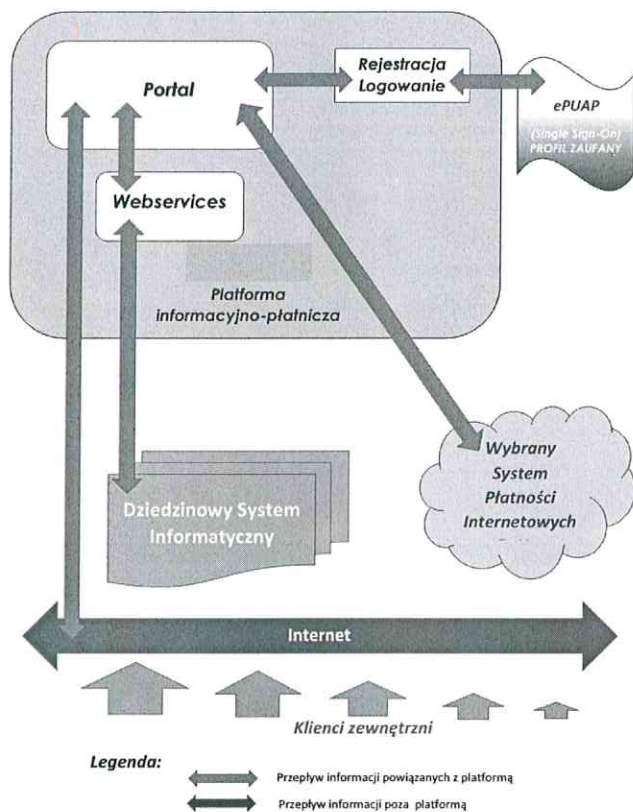 Portal
Rejestracja
Logowanie
ePUAP
(Single Sign-On)
PROFIL ZAUFANY
Webservices
Platforma
informacyjno-płatnicza
Wybrany
System
Płatności
Internetowych
Dziedzinowy System
Informatyczny
Internet
Klienci zewnętrzni
Legenda:
Przepływ informacji powiązanych z platformą
Przepływ informacji poza platformą